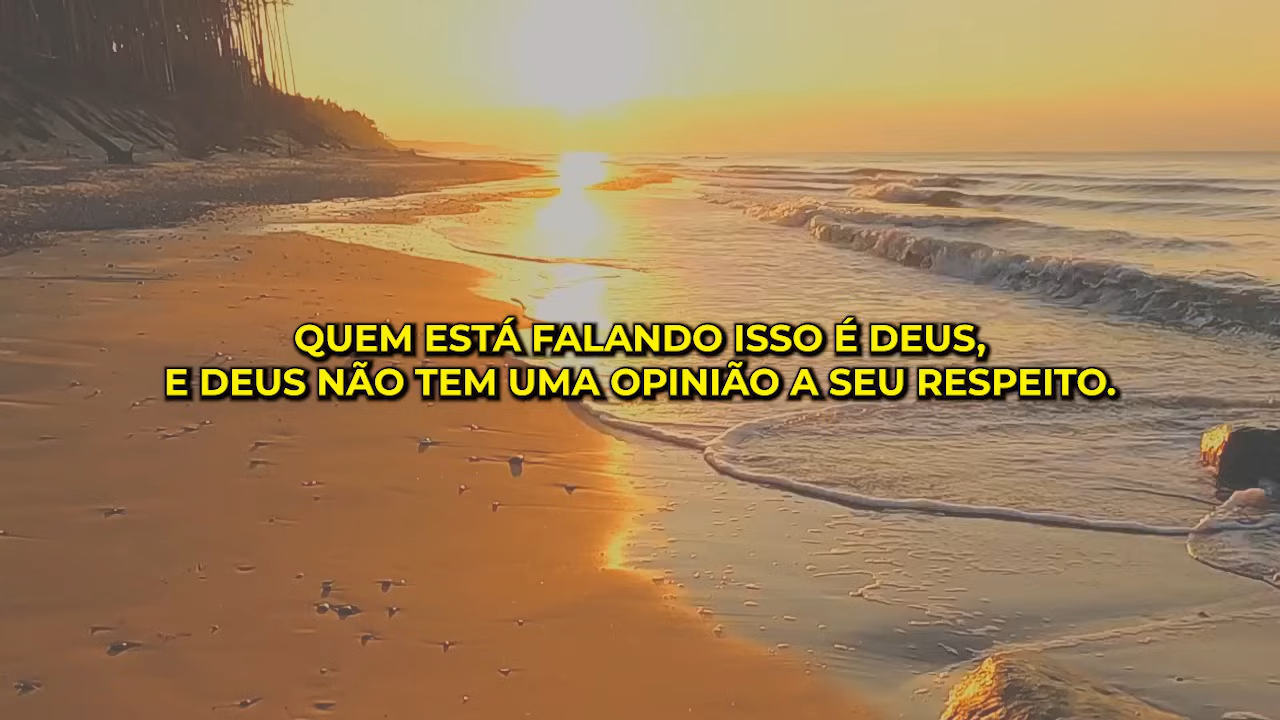 QUEM ESTÁ FALANDO ISSO É DEUS,
E DEUS NÃO TEM UMA OPINIÃO A SEU RESPEITO.